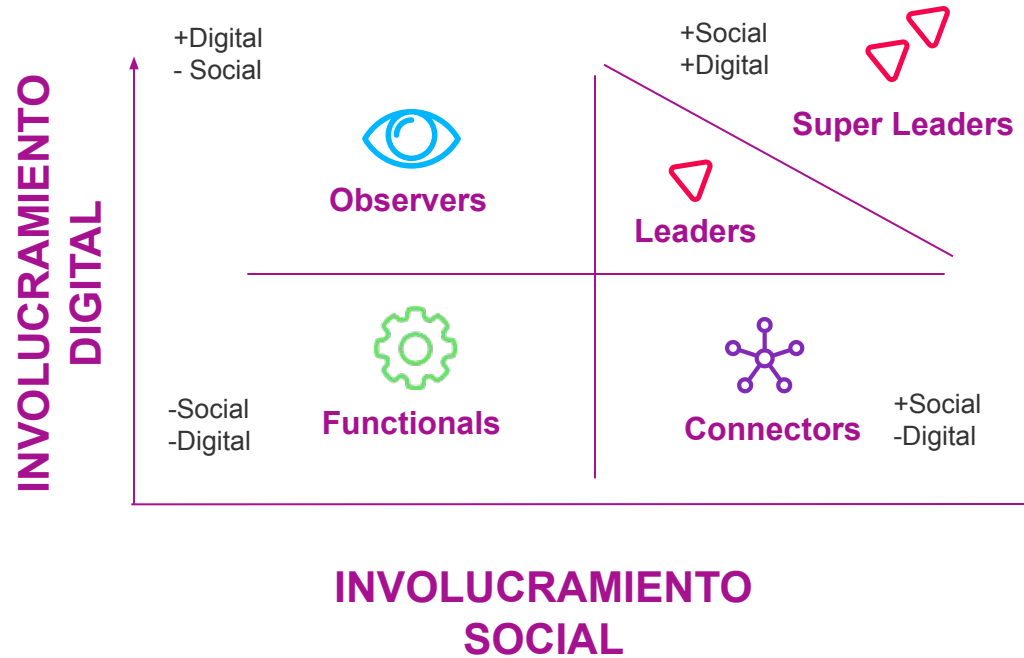 +Digital
- Social
+Social
+Digital
Super Leaders
Observers
Leaders
INVOLUCRAMIENTO
DIGITAL
-Social
-Digital
Functionals
Connectors
+Social
-Digital
INVOLUCRAMIENTO
SOCIAL